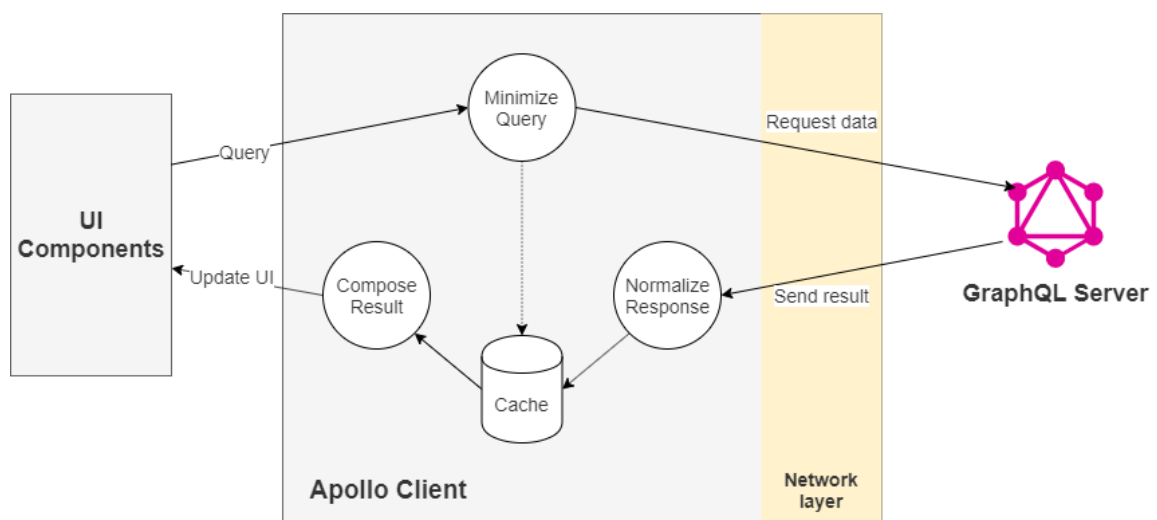 Minimize
Query
Request data
Query
UI
Components
Update UI
Compose
Result
Normalize
Response
Send result
GraphQL Server
Cache
Apollo Client
Network
layer